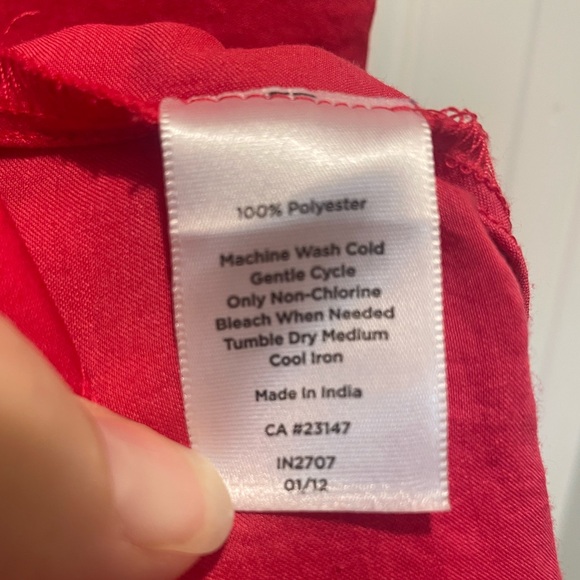 100% Polyester
Machine Wash Cold
Gentle Cycle
Only Non-Chlorine
Bleach When Needed
Tumble Dry Medium
Cool Iron
Made In India
CA #23147
IN2707
01/12